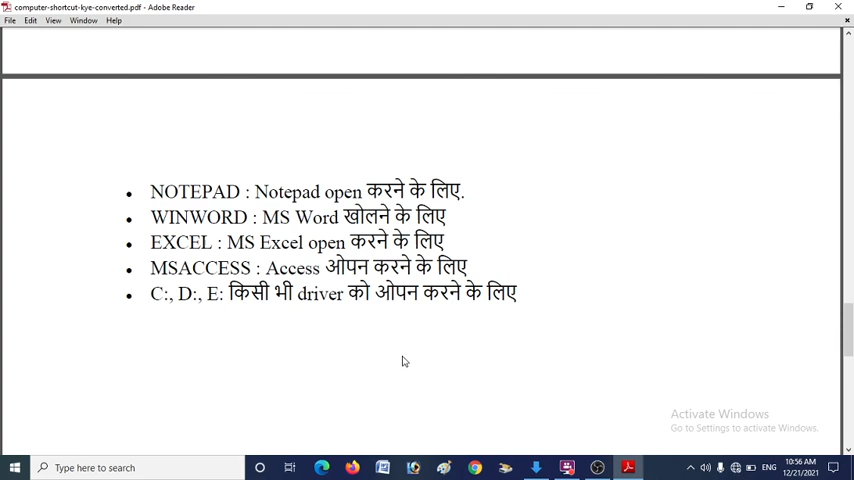 computer-shortcut-kye-converted.pdf - Adobe Reader
File Edit View Window Help
• NOTEPAD : Notepad open करने के लिए.
• WINWORD : MS Word खोलने के लिए
• EXCEL : MS Excel open करने के लिए
• MSACCESS : Access ओपन करने के लिए
• C:, D:, E: किसी भी driver को ओपन करने के लिए
Activate Windows
Go to Settings to activate Windows.
Type here to search
ENG
10:56 AM
12/21/2021